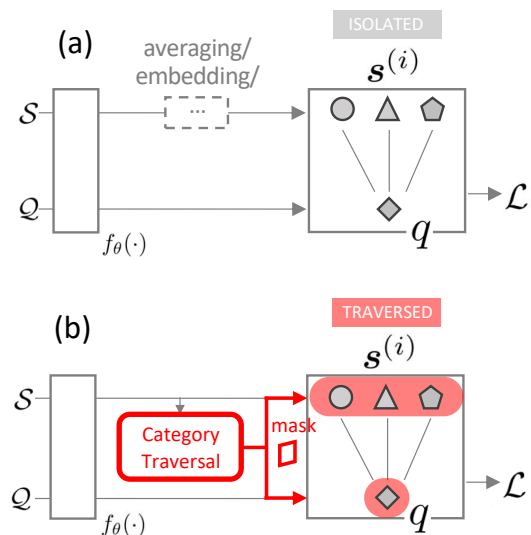 (a)
ISOLATED
averaging/
embedding/
s^(i)
S
...
Q
q
L
f_θ(·)
(b)
TRAVERSED
s^(i)
S
mask
Category
Traversal
Q
q
L
f_θ(·)